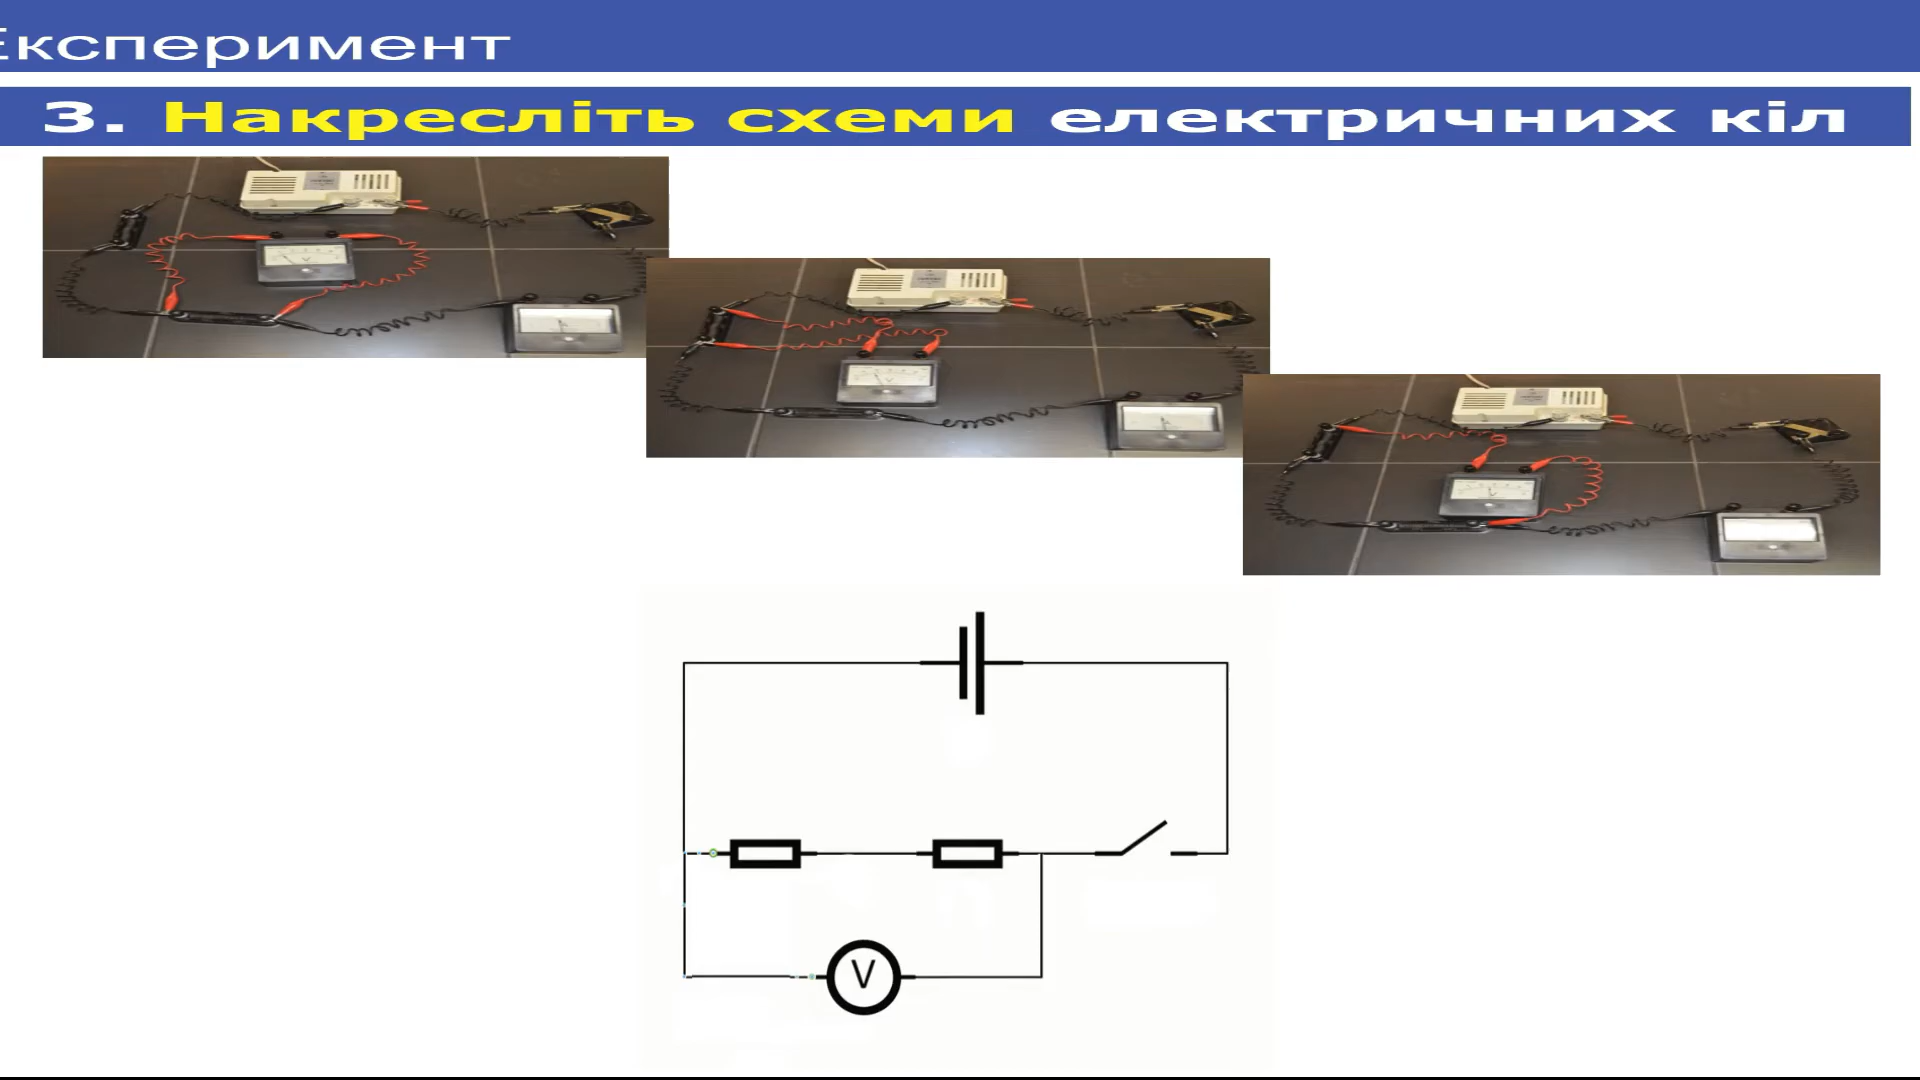 Експеримент
3. Накресліть схеми електричних кіл
V